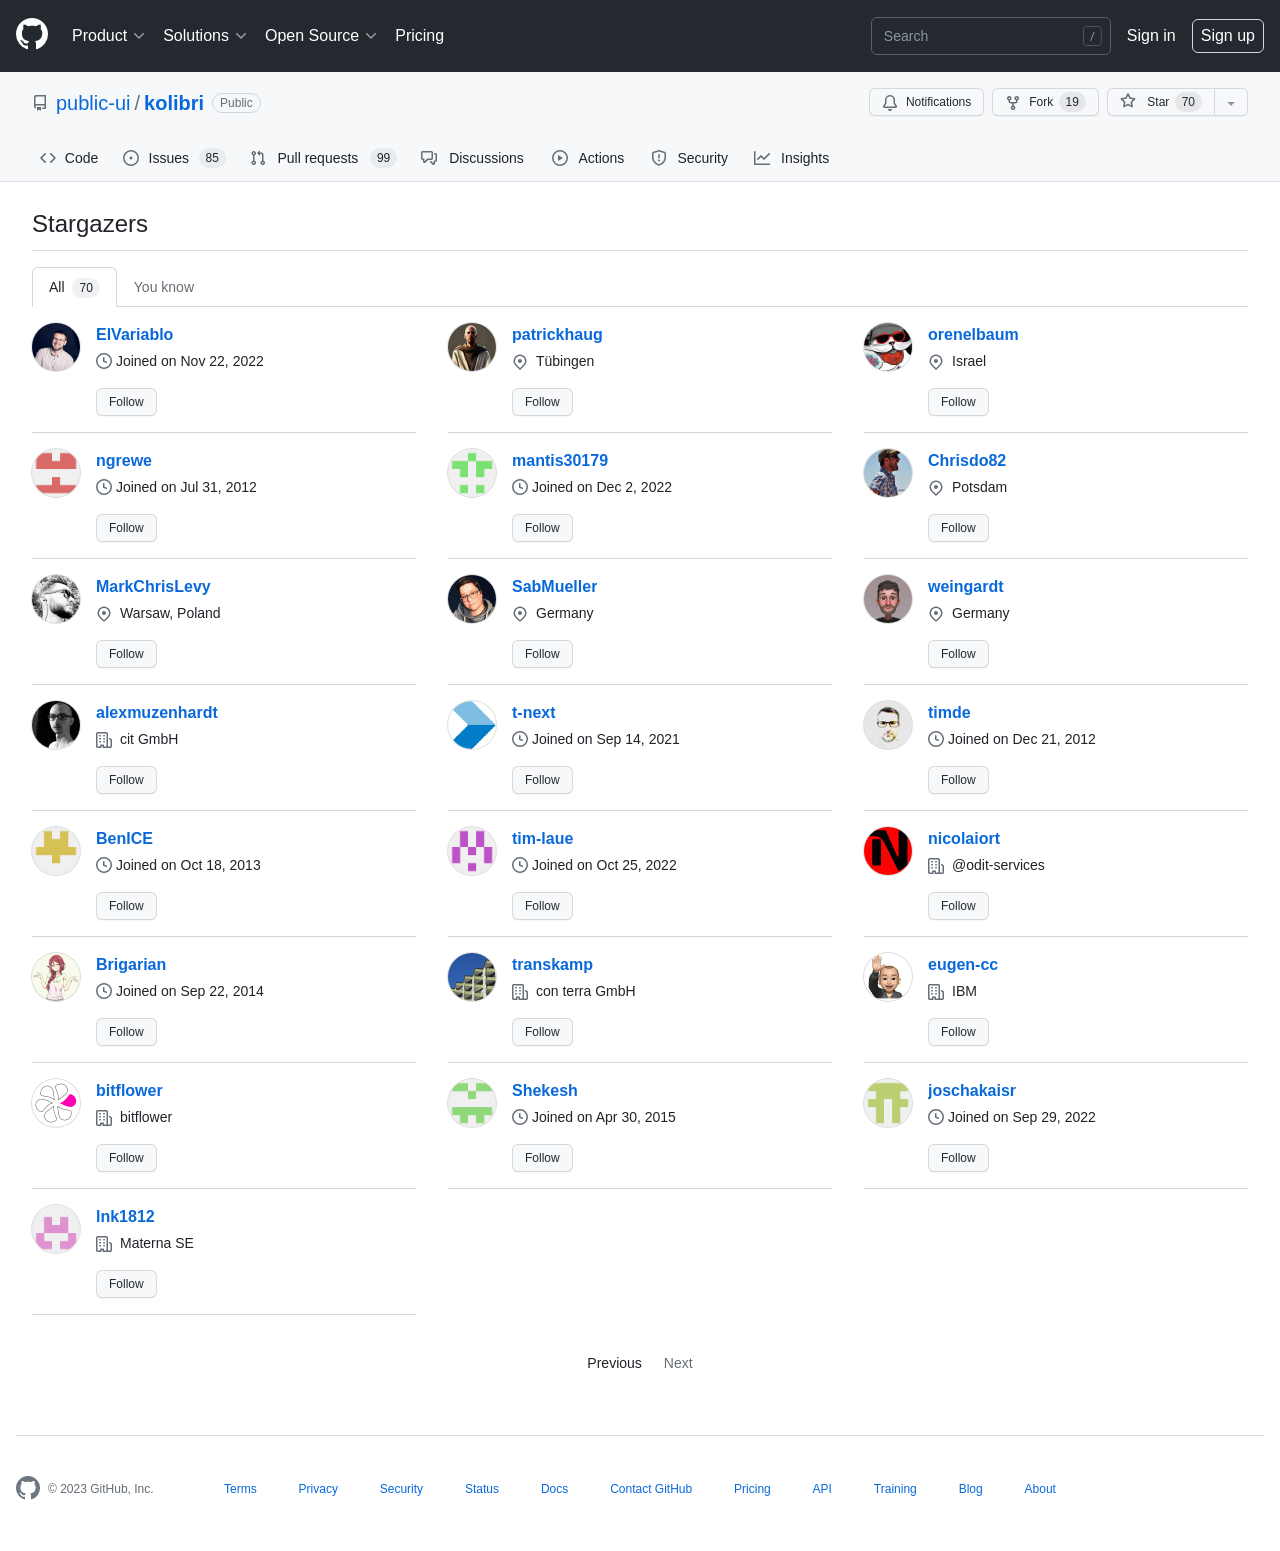 Product Solutions Open Source Pricing Search / Sign in Sign up
public-ui / kolibri Public Notifications Fork 19 Star 70
Code Issues 85 Pull requests 99 Discussions Actions Security Insights
Stargazers
All 70 You know
ElVariablo patrickhaug orenelbaum
Joined on Nov 22, 2022 Tübingen Israel
Follow Follow Follow
ngrewe mantis30179 Chrisdo82
Joined on Jul 31, 2012 Joined on Dec 2, 2022 Potsdam
Follow Follow Follow
MarkChrisLevy SabMueller weingardt
Warsaw, Poland Germany Germany
Follow Follow Follow
alexmuzenhardt t-next timde
cit GmbH Joined on Sep 14, 2021 Joined on Dec 21, 2012
Follow Follow Follow
BenICE tim-laue nicolaiort
Joined on Oct 18, 2013 Joined on Oct 25, 2022 @odit-services
Follow Follow Follow
Brigarian transkamp eugen-cc
Joined on Sep 22, 2014 con terra GmbH IBM
Follow Follow Follow
bitflower Shekesh joschakaisr
bitflower Joined on Apr 30, 2015 Joined on Sep 29, 2022
Follow Follow Follow
Ink1812
Materna SE
Follow
Previous Next
© 2023 GitHub, Inc. Terms Privacy Security Status Docs Contact GitHub Pricing API Training Blog About